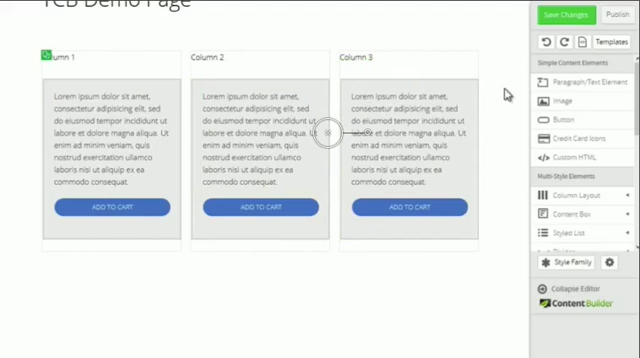 TCB Demo Page
Save Changes
Publish
Templates
Column 2
Column 3
Simple Content Elements
Paragraph/Text Element
Image
Button
Credit Card Icons
Custom HTML
Multi-Style Elements
Column Layout
Content Box
Styled List
Style Family
Collapse Editor
Content Builder
umn 1
Lorem ipsum dolor sit amet,
consectetur adipisicing elit, sed
do eiusmod tempor incididunt ut
labore et dolore magna aliqua. Ut
enim ad minim veniam, quis
nostrud exercitation ullamco
laboris nisi ut aliquip ex ea
commodo consequat.
ADD TO CART
Lorem ipsum dolor sit amet,
consectetur adipisicing elit, sed
do eiusmod tempor incididunt ut
labore et dolore magna aliqua. Ut
enim ad minim veniam, quis
nostrud exercitation ullamco
laboris nisi ut aliquip ex ea
commodo consequat.
ADD TO CART
Lorem ipsum dolor sit amet,
consectetur adipisicing elit, sed
do eiusmod tempor incididunt ut
labore et dolore magna aliqua. Ut
enim ad minim veniam, quis
nostrud exercitation ullamco
laboris nisi ut aliquip ex ea
commodo consequat.
ADD TO CART